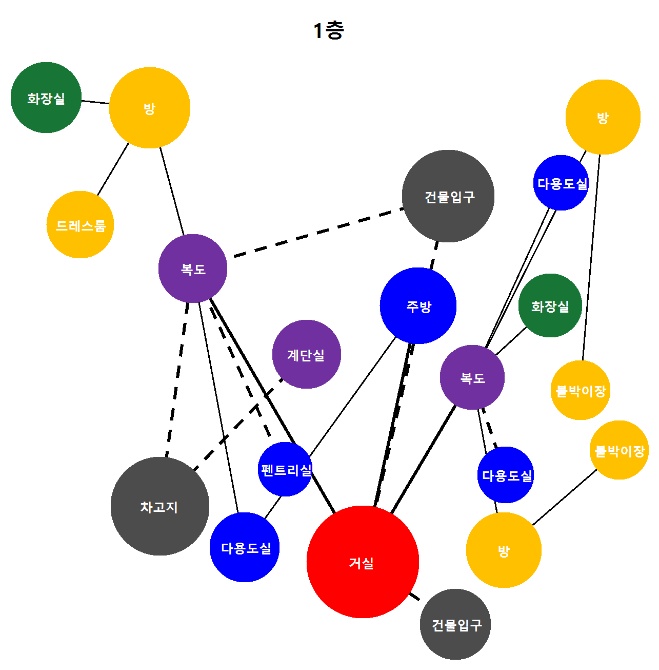 1층
화장실
방
방
다용도실
건물입구
드레스룸
복도
주방
화장실
계단실
복도
붙박이장
붙박이장
펜트리실
다용도실
차고지
다용도실
방
거실
건물입구